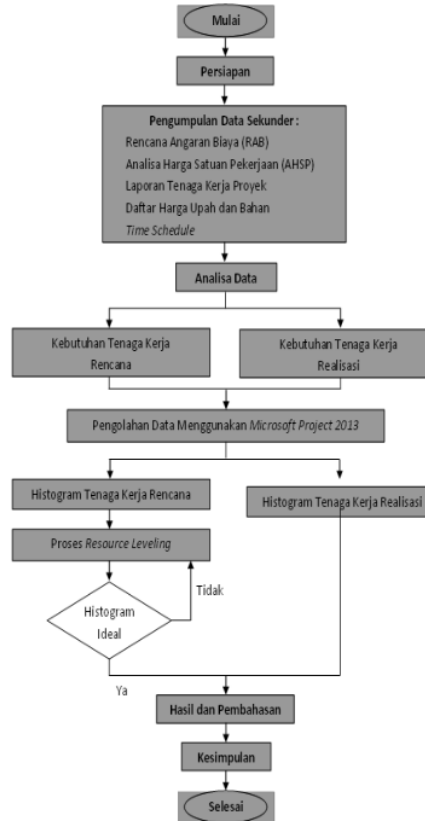 Mulai
Persiapan
Pengumpulan Data Sekunder :
Rencana Angaran Biaya (RAB)
Analisa Harga Satuan Pekerjaan (AHSP)
Laporan Tenaga Kerja Proyek
Daftar Harga Upah dan Bahan
Time Schedule
Analisa Data
Kebutuhan Tenaga Kerja
Rencana
Kebutuhan Tenaga Kerja
Realisasi
Pengolahan Data Menggunakan Microsoft Project 2013
Histogram Tenaga Kerja Rencana
Histogram Tenaga Kerja Realisasi
Proses Resource Leveling
Tidak
Histogram
Ideal
Ya
Hasil dan Pembahasan
Kesimpulan
Selesai